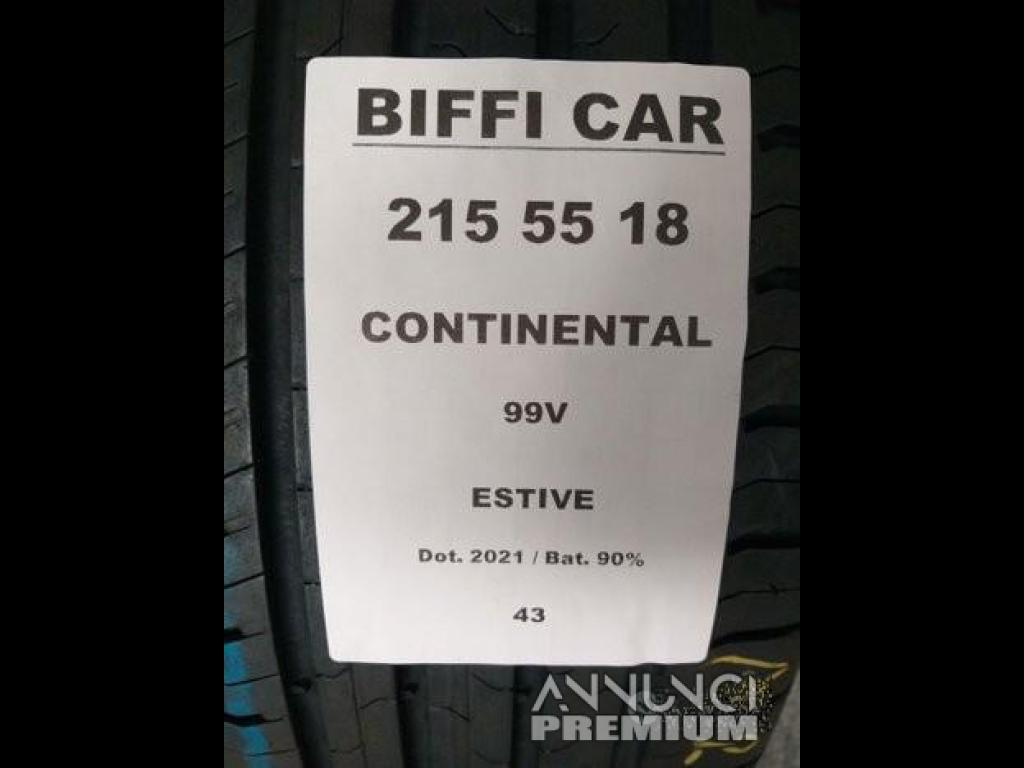 BIFFI CAR
215 55 18
CONTINENTAL
99V
ESTIVE
Dot. 2021 / Bat. 90%
43
ANNUNCI
PREMIUM